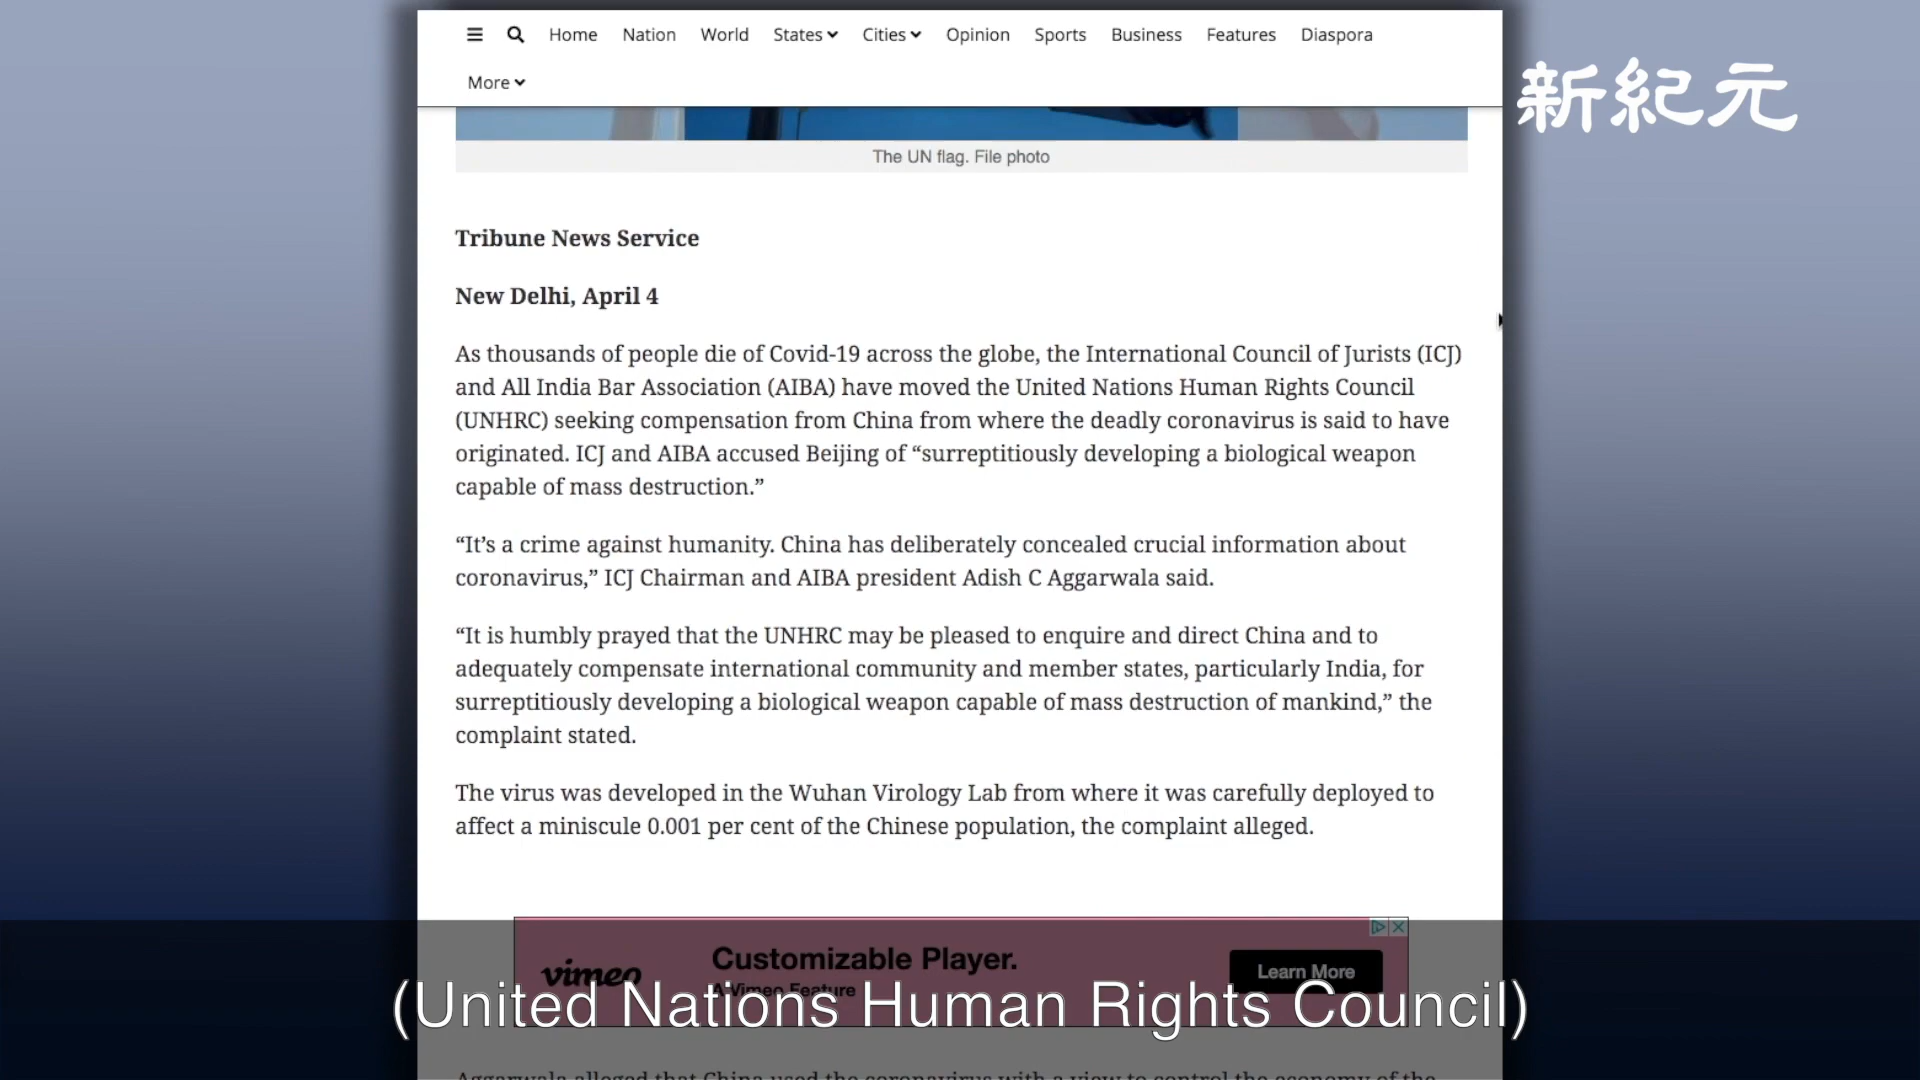 Home Nation World States Cities Opinion Sports Business Features Diaspora
More
新紀元
The UN flag. File photo
Tribune News Service
New Delhi, April 4
As thousands of people die of Covid-19 across the globe, the International Council of Jurists (ICJ)
and All India Bar Association (AIBA) have moved the United Nations Human Rights Council
(UNHRC) seeking compensation from China from where the deadly coronavirus is said to have
originated. ICJ and AIBA accused Beijing of “surreptitiously developing a biological weapon
capable of mass destruction.”
“It’s a crime against humanity. China has deliberately concealed crucial information about
coronavirus,” ICJ Chairman and AIBA president Adish C Aggarwala said.
“It is humbly prayed that the UNHRC may be pleased to enquire and direct China and to
adequately compensate international community and member states, particularly India, for
surreptitiously developing a biological weapon capable of mass destruction of mankind,” the
complaint stated.
The virus was developed in the Wuhan Virology Lab from where it was carefully deployed to
affect a miniscule 0.001 per cent of the Chinese population, the complaint alleged.
vimeo
Customizable Player.
A Vimeo Feature
Learn More
(United Nations Human Rights Council)
Aggarwala alleged that China used the coronavirus with a view to control the economy of the